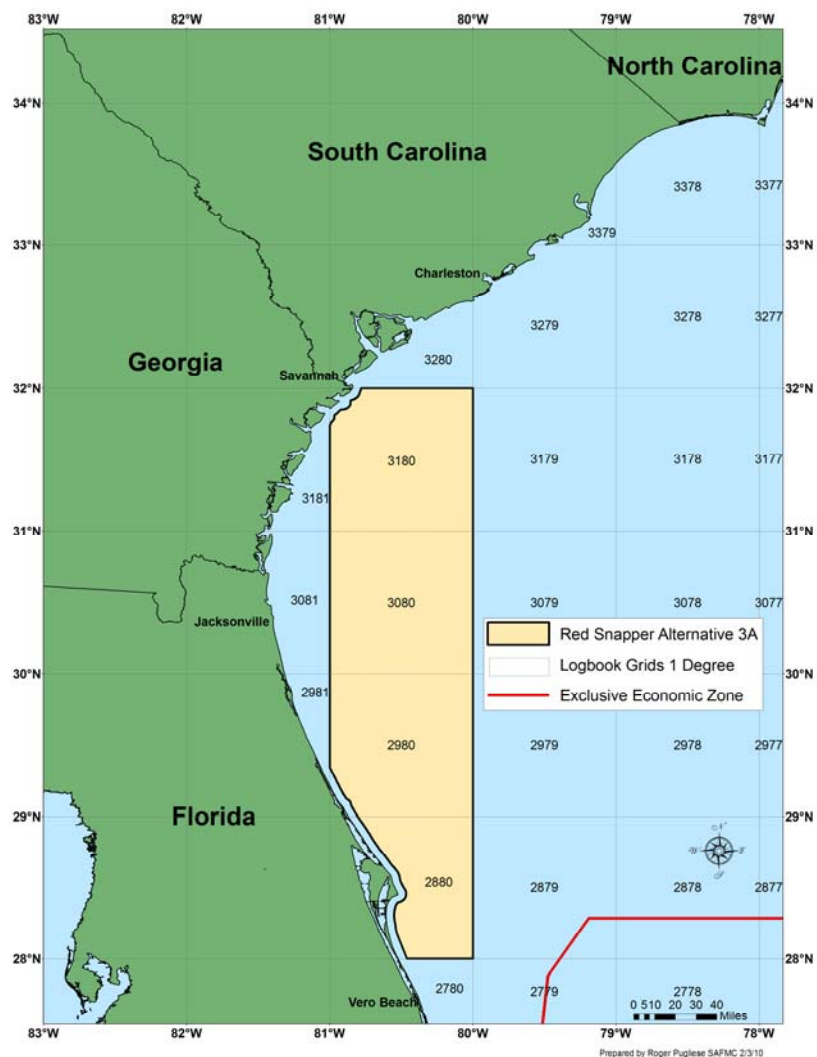 83°W 82°W 81°W 80°W 79°W 78°W
North Carolina
34°N 34°N
South Carolina
3378 3377
3379
33°N 33°N
Charleston
3279 3278 3277
3280
Georgia
Savannah
32°N 32°N
3180 3179 3178 3177
3181
31°N 31°N
3081 3080 3079 3078 3077
Jacksonville
Red Snapper Alternative 3A
Logbook Grids 1 Degree
Exclusive Economic Zone
30°N 30°N
2981
2980 2979 2978 2977
29°N 29°N
Florida
2880 2879 2878 2877
28°N 28°N
2780 2779 2778
Vero Beach
0 5 10 20 30 40
Miles
83°W 82°W 81°W 80°W 79°W 78°W
Prepared by Roger Pugliese SAFMC 2/3/10